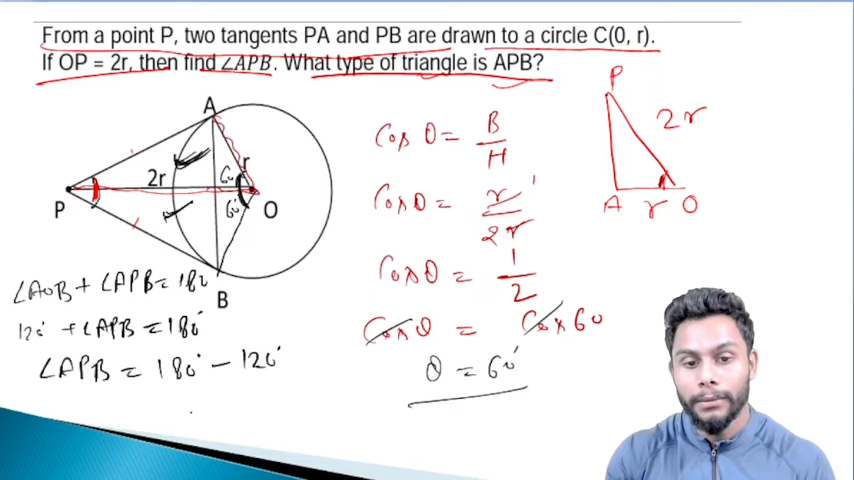 From a point P, two tangents PA and PB are drawn to a circle C(0, r).
If OP = 2r, then find ∠APB. What type of triangle is APB?
A
r
2r
60
60°
P
O
B
∠AOB + ∠APB = 180
120° + ∠APB = 180°
∠APB = 180° - 120°
Cos θ = B/H
Cos θ = r/2r 1
Cos θ = 1/2
Cos θ = Cos 60
θ = 60°
P
2r
A r O